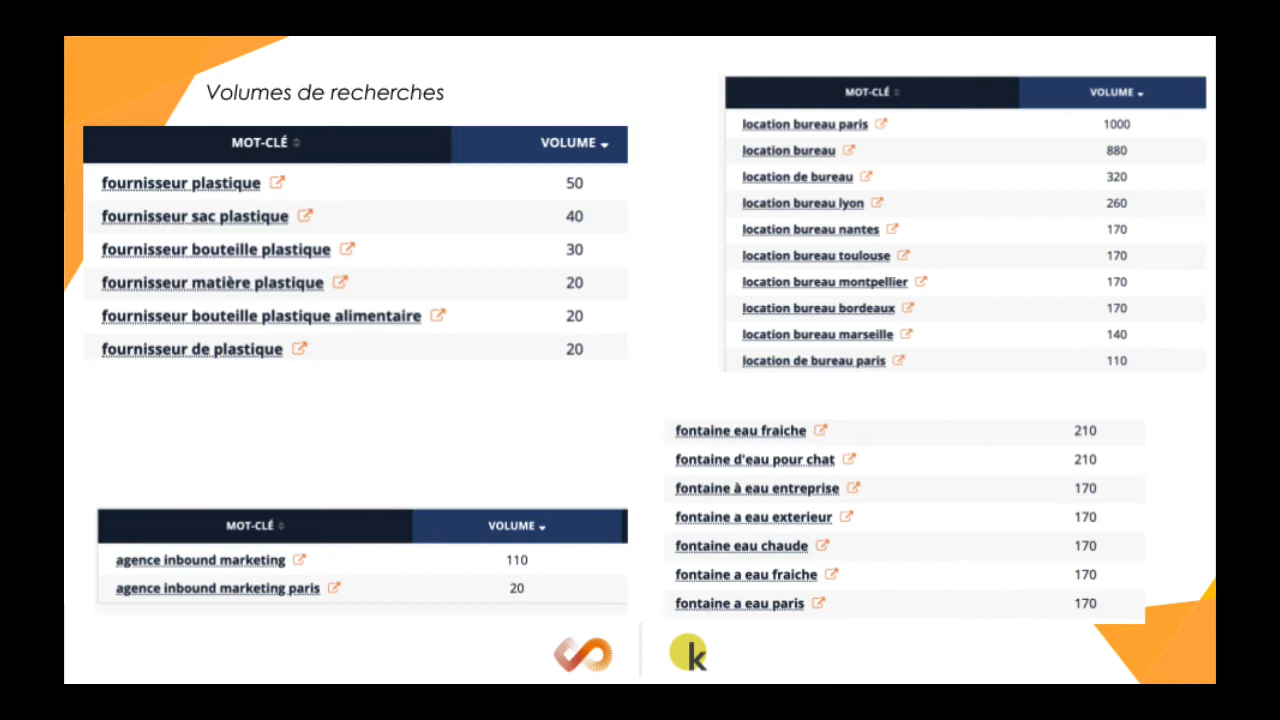 Volumes de recherches
MOT-CLÉ VOLUME
fournisseur plastique 50
fournisseur sac plastique 40
fournisseur bouteille plastique 30
fournisseur matière plastique 20
fournisseur bouteille plastique alimentaire 20
fournisseur de plastique 20
MOT-CLÉ VOLUME
location bureau paris 1000
location bureau 880
location de bureau 320
location bureau lyon 260
location bureau nantes 170
location bureau toulouse 170
location bureau montpellier 170
location bureau bordeaux 170
location bureau marseille 140
location de bureau paris 110
MOT-CLÉ VOLUME
agence inbound marketing 110
agence inbound marketing paris 20
fontaine eau fraiche 210
fontaine d'eau pour chat 210
fontaine à eau entreprise 170
fontaine a eau exterieur 170
fontaine eau chaude 170
fontaine a eau fraiche 170
fontaine a eau paris 170
k